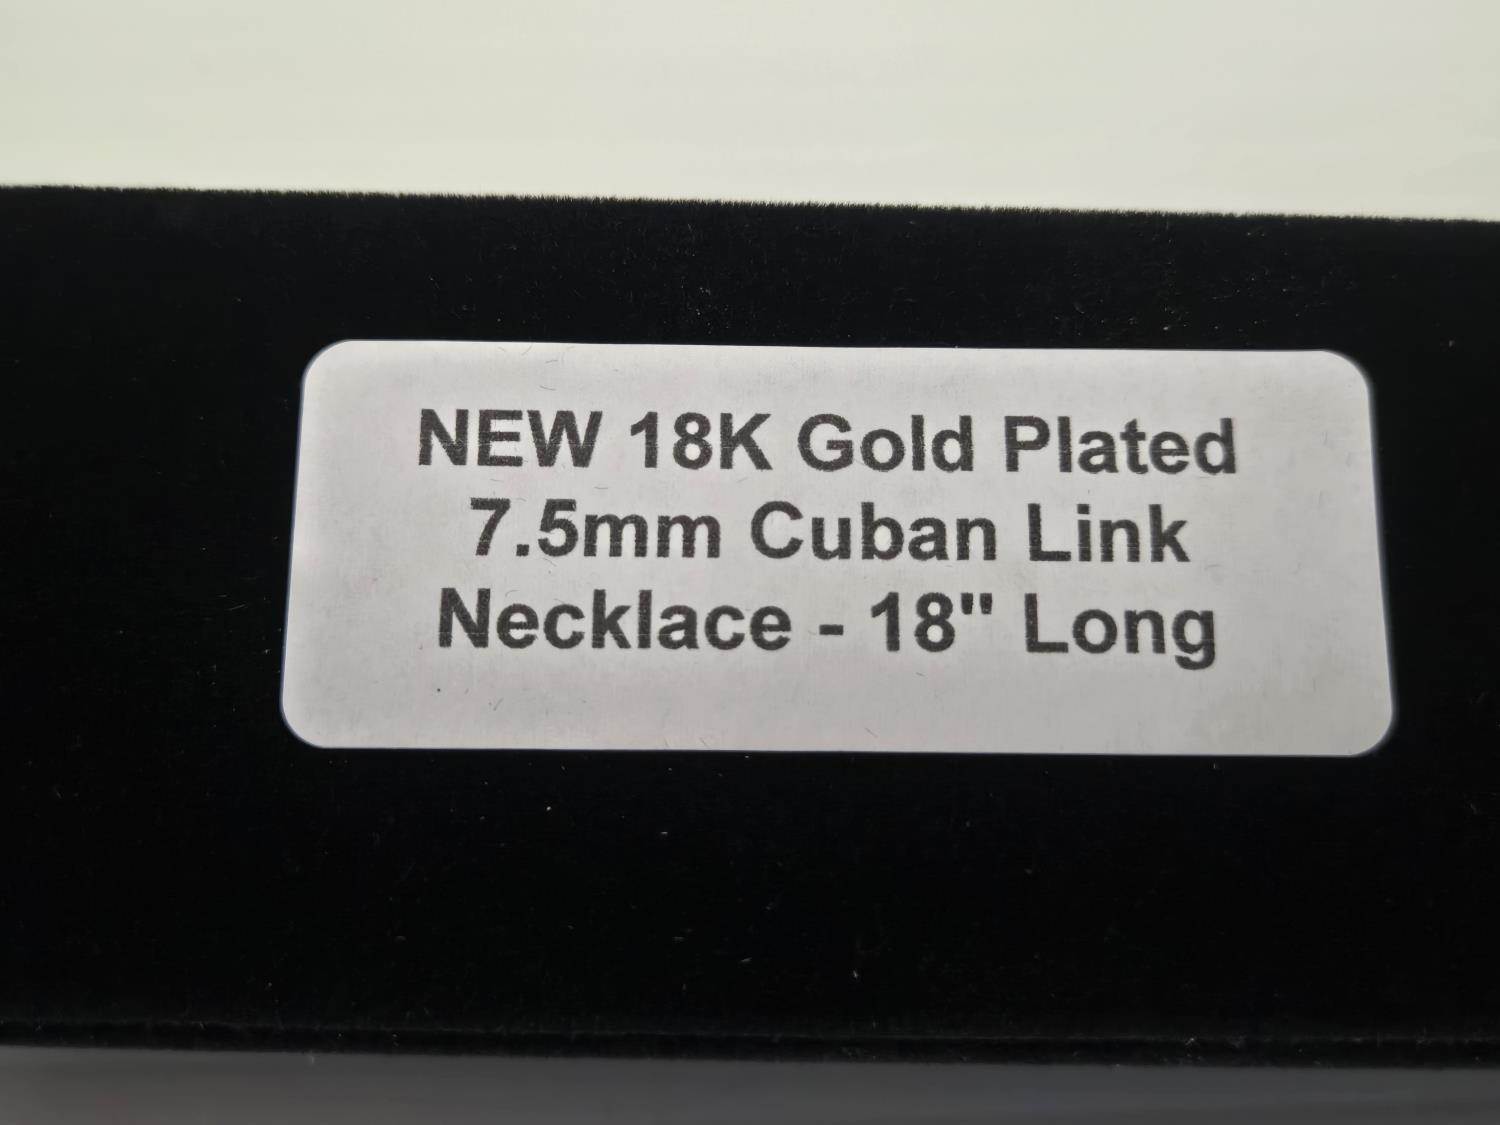 NEW 18K Gold Plated
7.5mm Cuban Link
Necklace - 18" Long